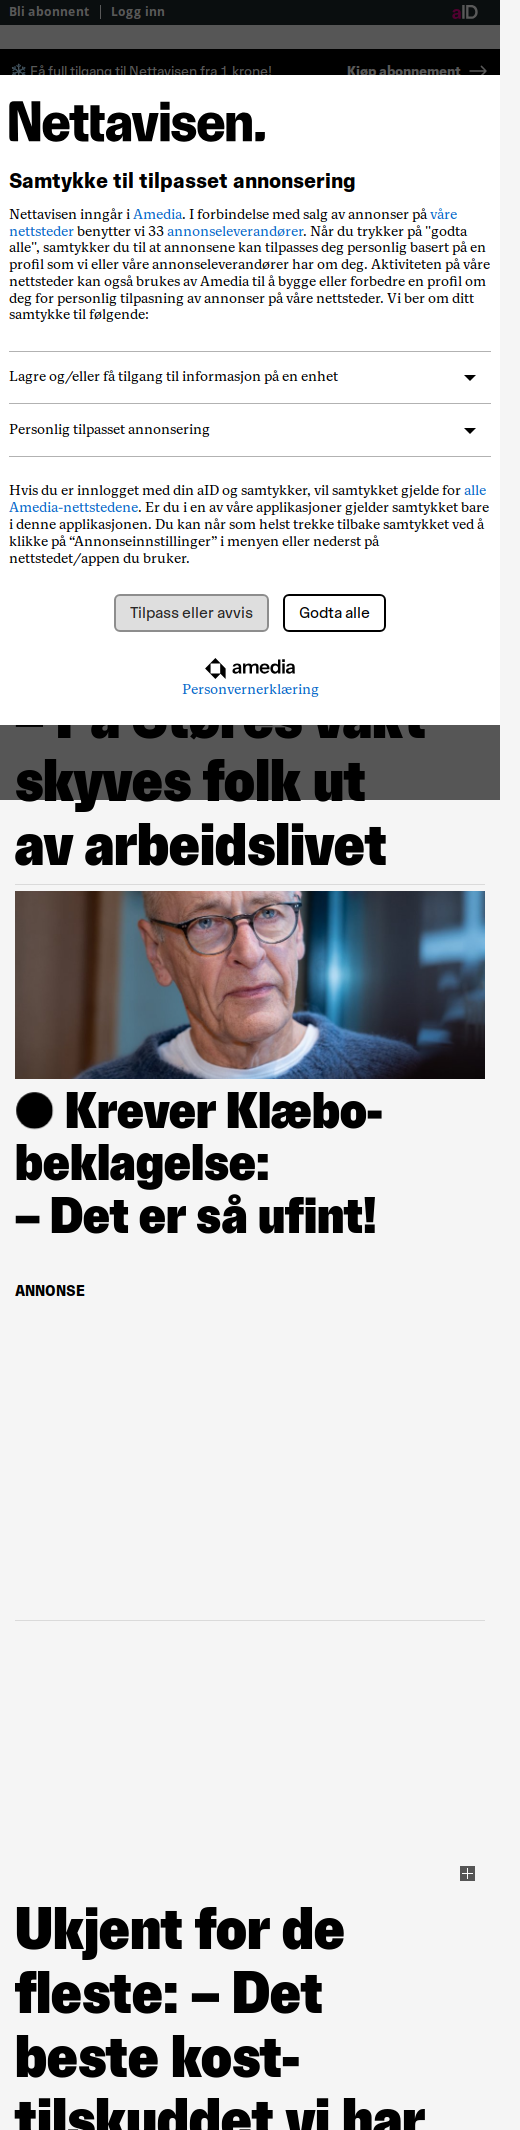 Bli abonnent | Logg inn
aID
Få full tilgang til Nettavisen fra 1 krone!
Kjøp abonnement →
Nettavisen.
Samtykke til tilpasset annonsering
Nettavisen inngår i Amedia. I forbindelse med salg av annonser på våre
nettsteder benytter vi 33 annonseleverandører. Når du trykker på "godta
alle", samtykker du til at annonsene kan tilpasses deg personlig basert på en
profil som vi eller våre annonseleverandører har om deg. Aktiviteten på våre
nettsteder kan også brukes av Amedia til å bygge eller forbedre en profil om
deg for personlig tilpasning av annonser på våre nettsteder. Vi ber om ditt
samtykke til følgende:
Lagre og/eller få tilgang til informasjon på en enhet
Personlig tilpasset annonsering
Hvis du er innlogget med din aID og samtykker, vil samtykket gjelde for alle
Amedia-nettstedene. Er du i en av våre applikasjoner gjelder samtykket bare
i denne applikasjonen. Du kan når som helst trekke tilbake samtykket ved å
klikke på “Annonseinnstillinger” i menyen eller nederst på
nettstedet/appen du bruker.
Tilpass eller avvis
Godta alle
amedia
Personvernerklæring
– På Støres vakt
skyves folk ut
av arbeidslivet
Krever Klæbo-
beklagelse:
– Det er så ufint!
ANNONSE
Ukjent for de
fleste: – Det
beste kost-
tilskuddet vi har